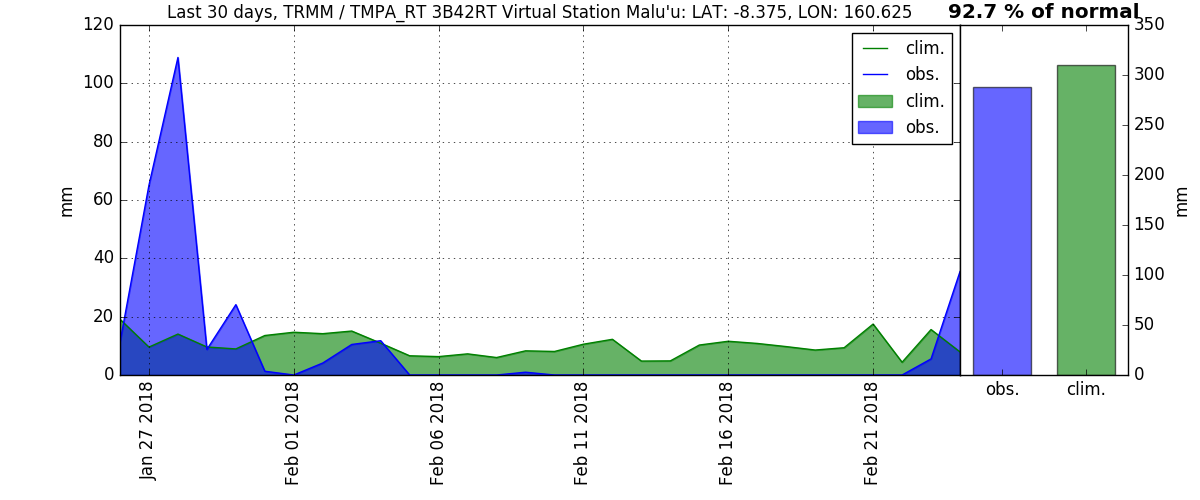 Last 30 days, TRMM / TMPA_RT 3B42RT Virtual Station Malu'u: LAT: -8.375, LON: 160.625
92.7 % of normal
120
100
80
60
40
20
0
mm
clim.
obs.
clim.
obs.
Jan 27 2018
Feb 01 2018
Feb 06 2018
Feb 11 2018
Feb 16 2018
Feb 21 2018
350
300
250
200
150
100
50
0
mm
obs.
clim.